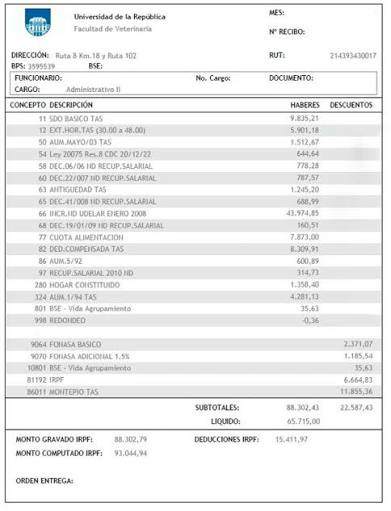 Universidad de la República
Facultad de Veterinaria
MES:
Nº RECIBO:
DIRECCIÓN: Ruta 8 Km.18 y Ruta 102 RUT: 214393430017
BPS: 3595539 BSE:
FUNCIONARIO: No. Cargo: DOCUMENTO:
CARGO: Administrativo II
CONCEPTO DESCRIPCIÓN HABERES DESCUENTOS
11 SDO BASICO TAS 9.835,21
12 EXT.HOR.TAS (30.00 a 48.00) 5.901,18
50 AUM.MAYO/03 TAS 1.512,67
54 Ley 20075 Res.8 CDC 20/12/22 644,64
58 DEC.06/06 ND RECUP.SALARIAL 778,28
60 DEC.22/007 ND RECUP.SALARIAL 787,57
63 ANTIGUEDAD TAS 1.245,20
65 DEC.41/008 ND RECUP.SALARIAL 688,99
66 INCR.ND UDELAR ENERO 2008 43.974,85
68 DEC.19/01/09 ND RECUP.SALARIAL 160,51
77 CUOTA ALIMENTACION 7.873,00
82 DED.COMPENSADA TAS 8.309,91
86 AUM.5/92 600,89
97 RECUP.SALARIAL 2010 ND 314,73
280 HOGAR CONSTITUIDO 1.358,40
324 AUM.1/94 TAS 4.281,13
801 BSE - Vida Agrupamiento 35,63
998 REDONDEO -0,36
9064 FONASA BASICO 2.371,07
9070 FONASA ADICIONAL 1.5% 1.185,54
10801 BSE - Vida Agrupamiento 35,63
81192 IRPF 6.664,83
86011 MONTEPIO TAS 11.855,36
SUBTOTALES: 88.302,43 22.587,43
LIQUIDO: 65.715,00
MONTO GRAVADO IRPF: 88.302,79 DEDUCCIONES IRPF: 15.411,97
MONTO COMPUTADO IRPF: 93.044,94
ORDEN ENTREGA: